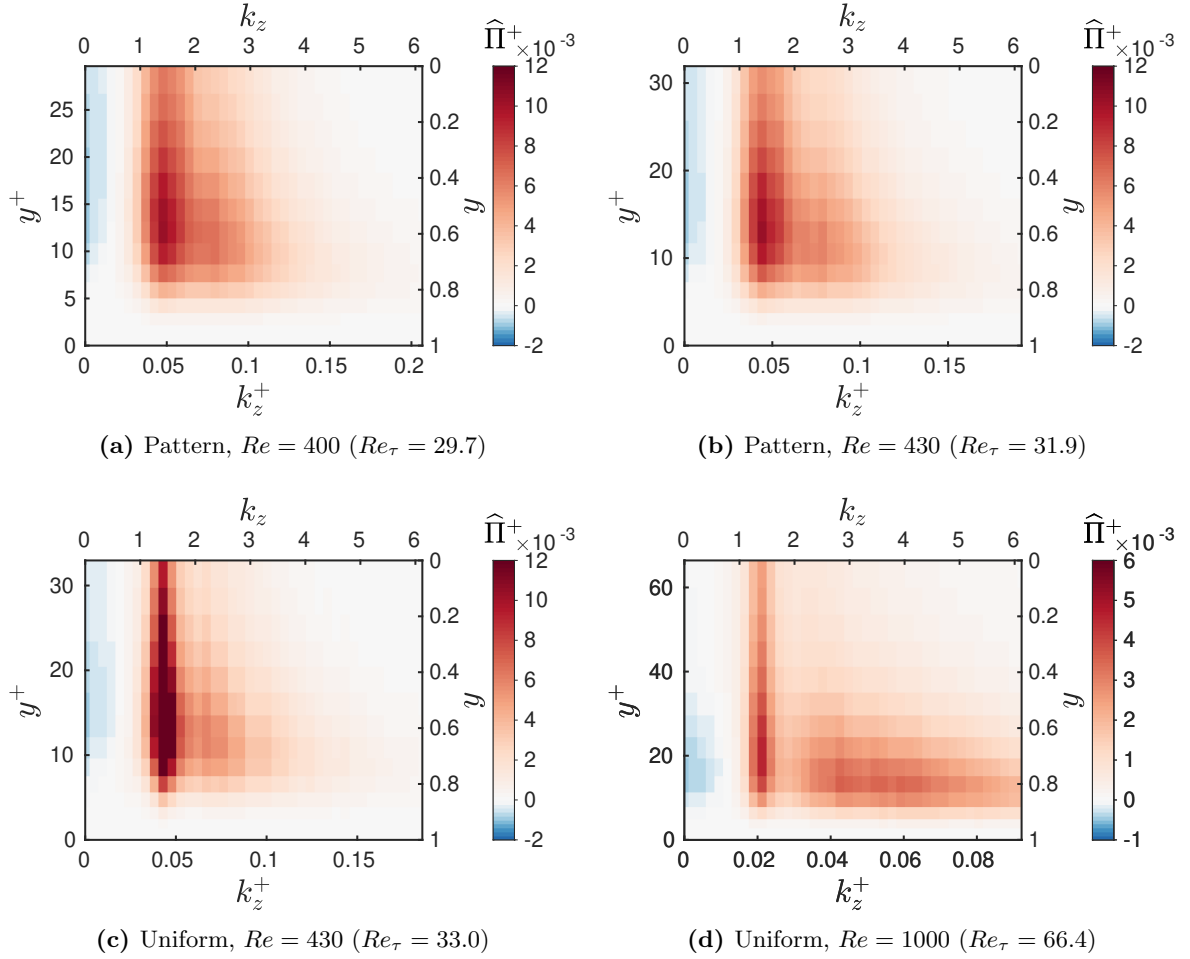 k_z
0 1 2 3 4 5 6
Π̂⁺
×10⁻³
y⁺
25
20
15
10
5
0
0
0.2
0.4
0.6
0.8
1
y
12
10
8
6
4
2
0
-2
0 0.05 0.1 0.15 0.2
k_z⁺
(a) Pattern, Re = 400 (Re_τ = 29.7)
k_z
0 1 2 3 4 5 6
Π̂⁺
×10⁻³
y⁺
30
20
10
0
0
0.2
0.4
0.6
0.8
1
y
12
10
8
6
4
2
0
-2
0 0.05 0.1 0.15
k_z⁺
(b) Pattern, Re = 430 (Re_τ = 31.9)
k_z
0 1 2 3 4 5 6
Π̂⁺
×10⁻³
y⁺
30
20
10
0
0
0.2
0.4
0.6
0.8
1
y
12
10
8
6
4
2
0
-2
0 0.05 0.1 0.15
k_z⁺
(c) Uniform, Re = 430 (Re_τ = 33.0)
k_z
0 1 2 3 4 5 6
Π̂⁺
×10⁻³
y⁺
60
40
20
0
0
0.2
0.4
0.6
0.8
1
y
6
5
4
3
2
1
0
-1
0 0.02 0.04 0.06 0.08
k_z⁺
(d) Uniform, Re = 1000 (Re_τ = 66.4)